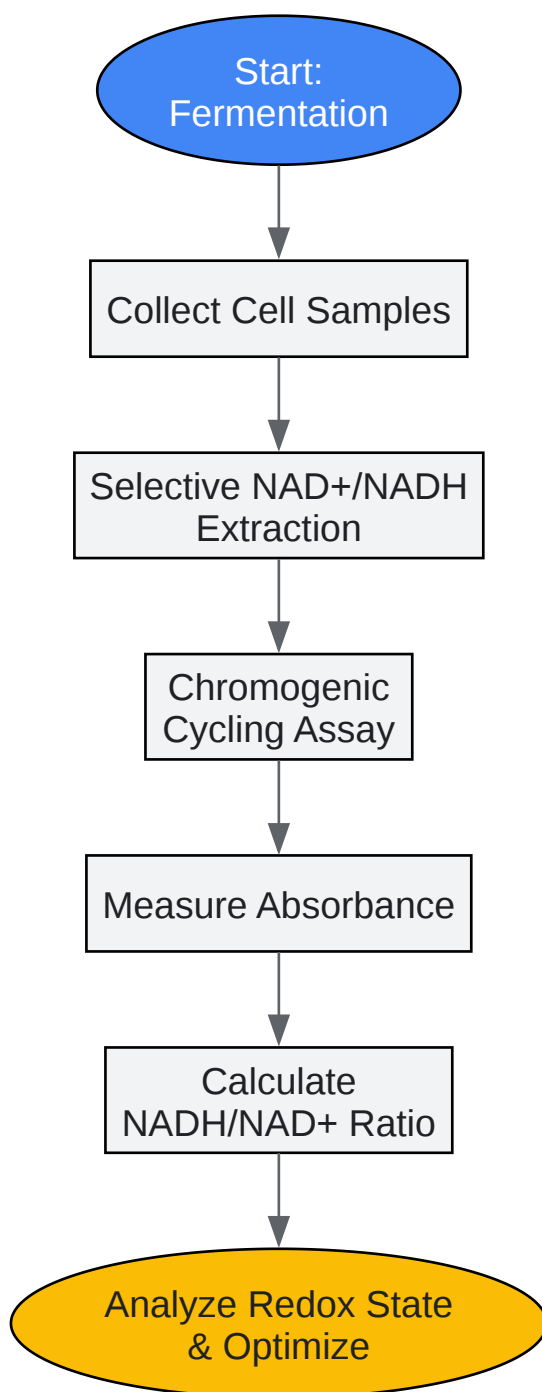 Start:
Fermentation
Collect Cell Samples
Selective NAD+/NADH
Extraction
Chromogenic
Cycling Assay
Measure Absorbance
Calculate
NADH/NAD+ Ratio
Analyze Redox State
& Optimize